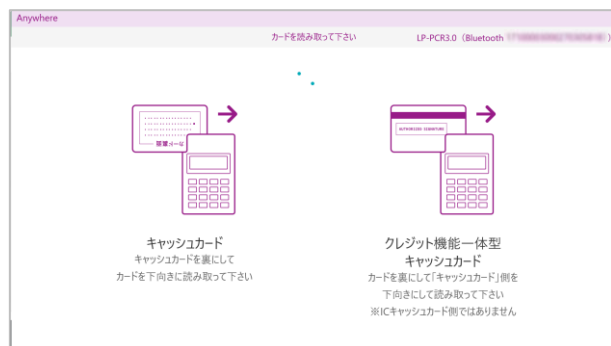 Anywhere
カードを読み取って下さい
LP-PCR3.0（Bluetooth
カード裏面
AUTHORIZED SIGNATURE
キャッシュカード
キャッシュカードを裏にして
カードを下向きに読み取って下さい
クレジット機能一体型
キャッシュカード
カードを裏にして「キャッシュカード」側を
下向きにして読み取って下さい
※ICキャッシュカード側ではありません